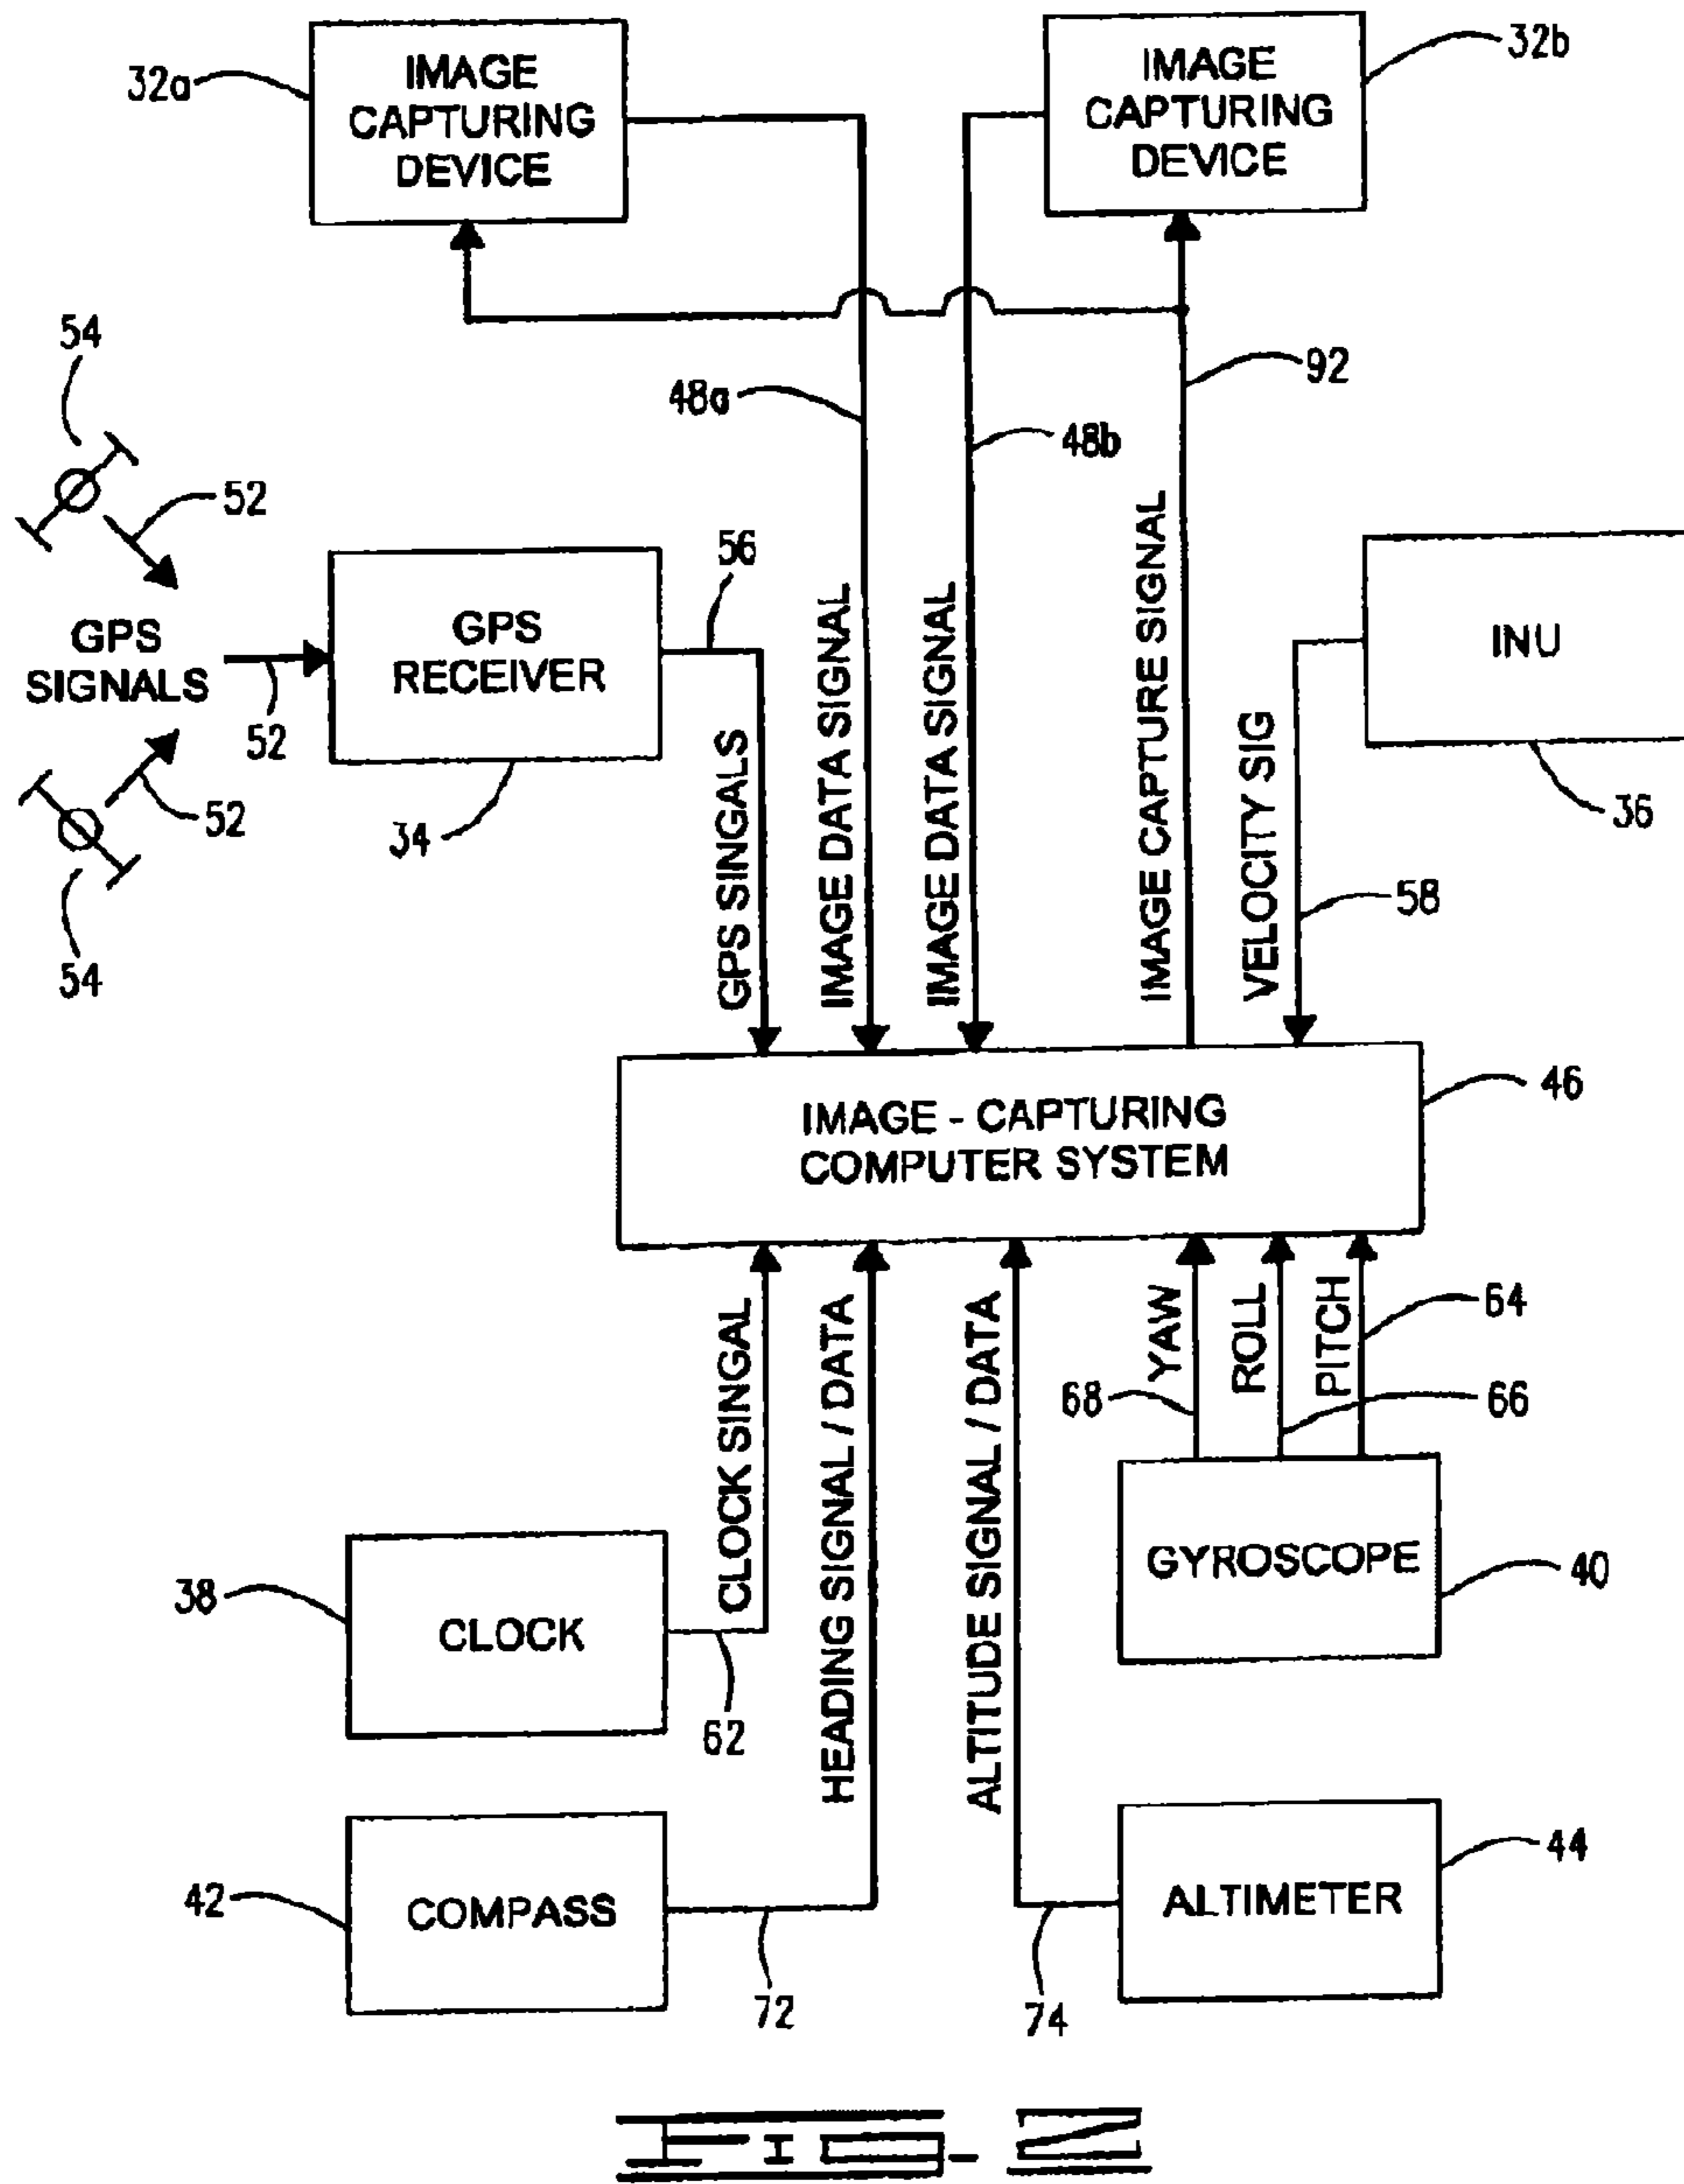 32a
IMAGE
CAPTURING
DEVICE
IMAGE
CAPTURING
DEVICE
32b
54
92
48a
48b
52
56
GPS
SIGNALS
52
GPS
RECEIVER
INU
52
34
36
54
58
GPS SINGALS
IMAGE DATA SIGNAL
IMAGE DATA SIGNAL
IMAGE CAPTURE SIGNAL
VELOCITY SIG
IMAGE - CAPTURING
COMPUTER SYSTEM
46
CLOCK SINGAL
HEADING SIGNAL / DATA
ALTITUDE SIGNAL / DATA
YAW
ROLL
PITCH
64
68
66
38
CLOCK
62
GYROSCOPE
40
42
COMPASS
72
ALTIMETER
44
74
FIG-2